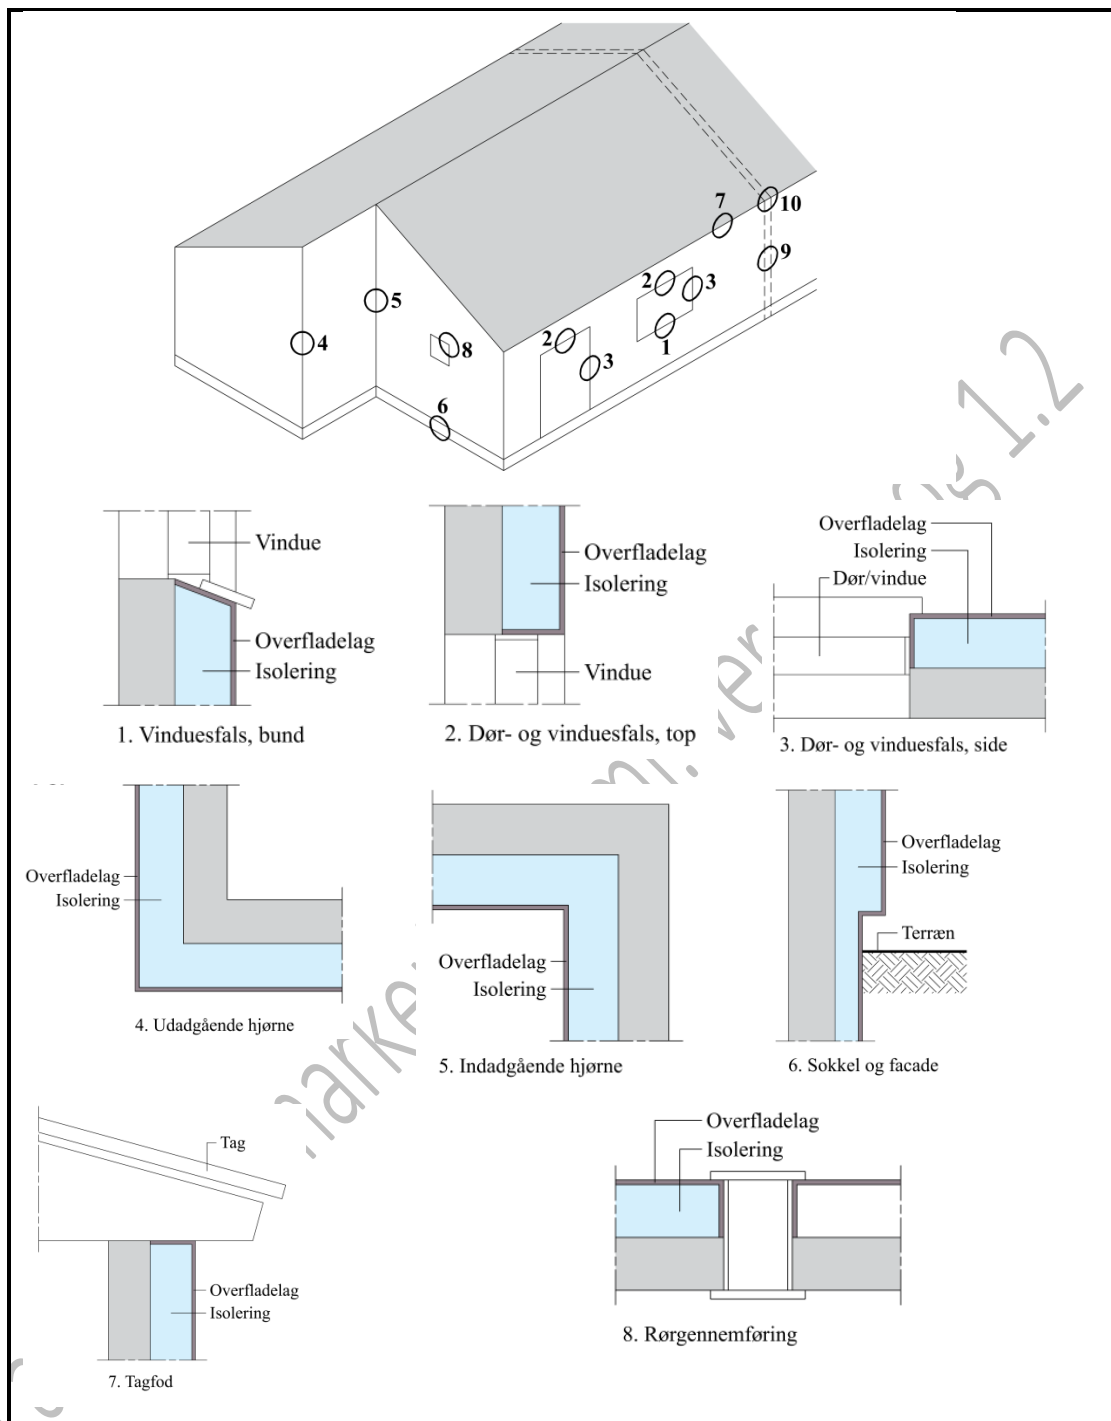 7
10
9
2
3
5
2
4
8
3
1
6
Vindue
Overfladelag
Isolering
1. Vinduesfals, bund
Overfladelag
Isolering
Vindue
2. Dør- og vinduesfals, top
Overfladelag
Isolering
Dør/vindue
3. Dør- og vinduesfals, side
Overfladelag
Isolering
4. Udadgående hjørne
Overfladelag
Isolering
5. Indadgående hjørne
Overfladelag
Isolering
Terræn
6. Sokkel og facade
Tag
Overfladelag
Isolering
7. Tagfod
Overfladelag
Isolering
8. Rørgennemføring
1.2